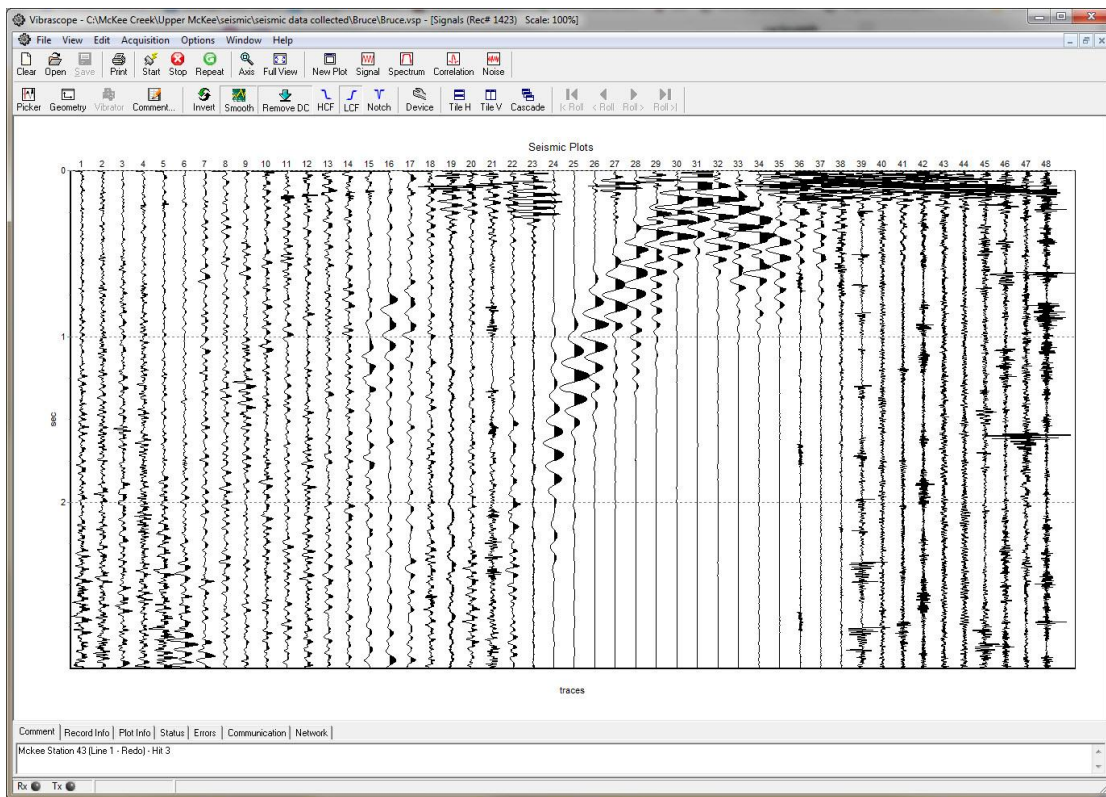 Vibrascope - C:\McKee Creek\Upper McKee\seismic\seismic data collected\Bruce\Bruce.vsp - [Signals (Rec# 1423) Scale: 100%]
File View Edit Acquisition Options Window Help
Clear Open Save Print Start Stop Repeat Axis Full View New Plot Signal Spectrum Correlation Noise
Picker Geometry Vibrator Comment... Invert Smooth Remove DC HCF LCF Notch Device Tile H Tile V Cascade |< Roll < Roll Roll > Roll >|
Seismic Plots
1 2 3 4 5 6 7 8 9 10 11 12 13 14 15 16 17 18 19 20 21 22 23 24 25 26 27 28 29 30 31 32 33 34 35 36 37 38 39 40 41 42 43 44 45 46 47 48
0
1
sec
2
traces
Comment Record Info Plot Info Status Errors Communication Network
Mckee Station 43 (Line 1 - Redo) - Hit 3
Rx Tx